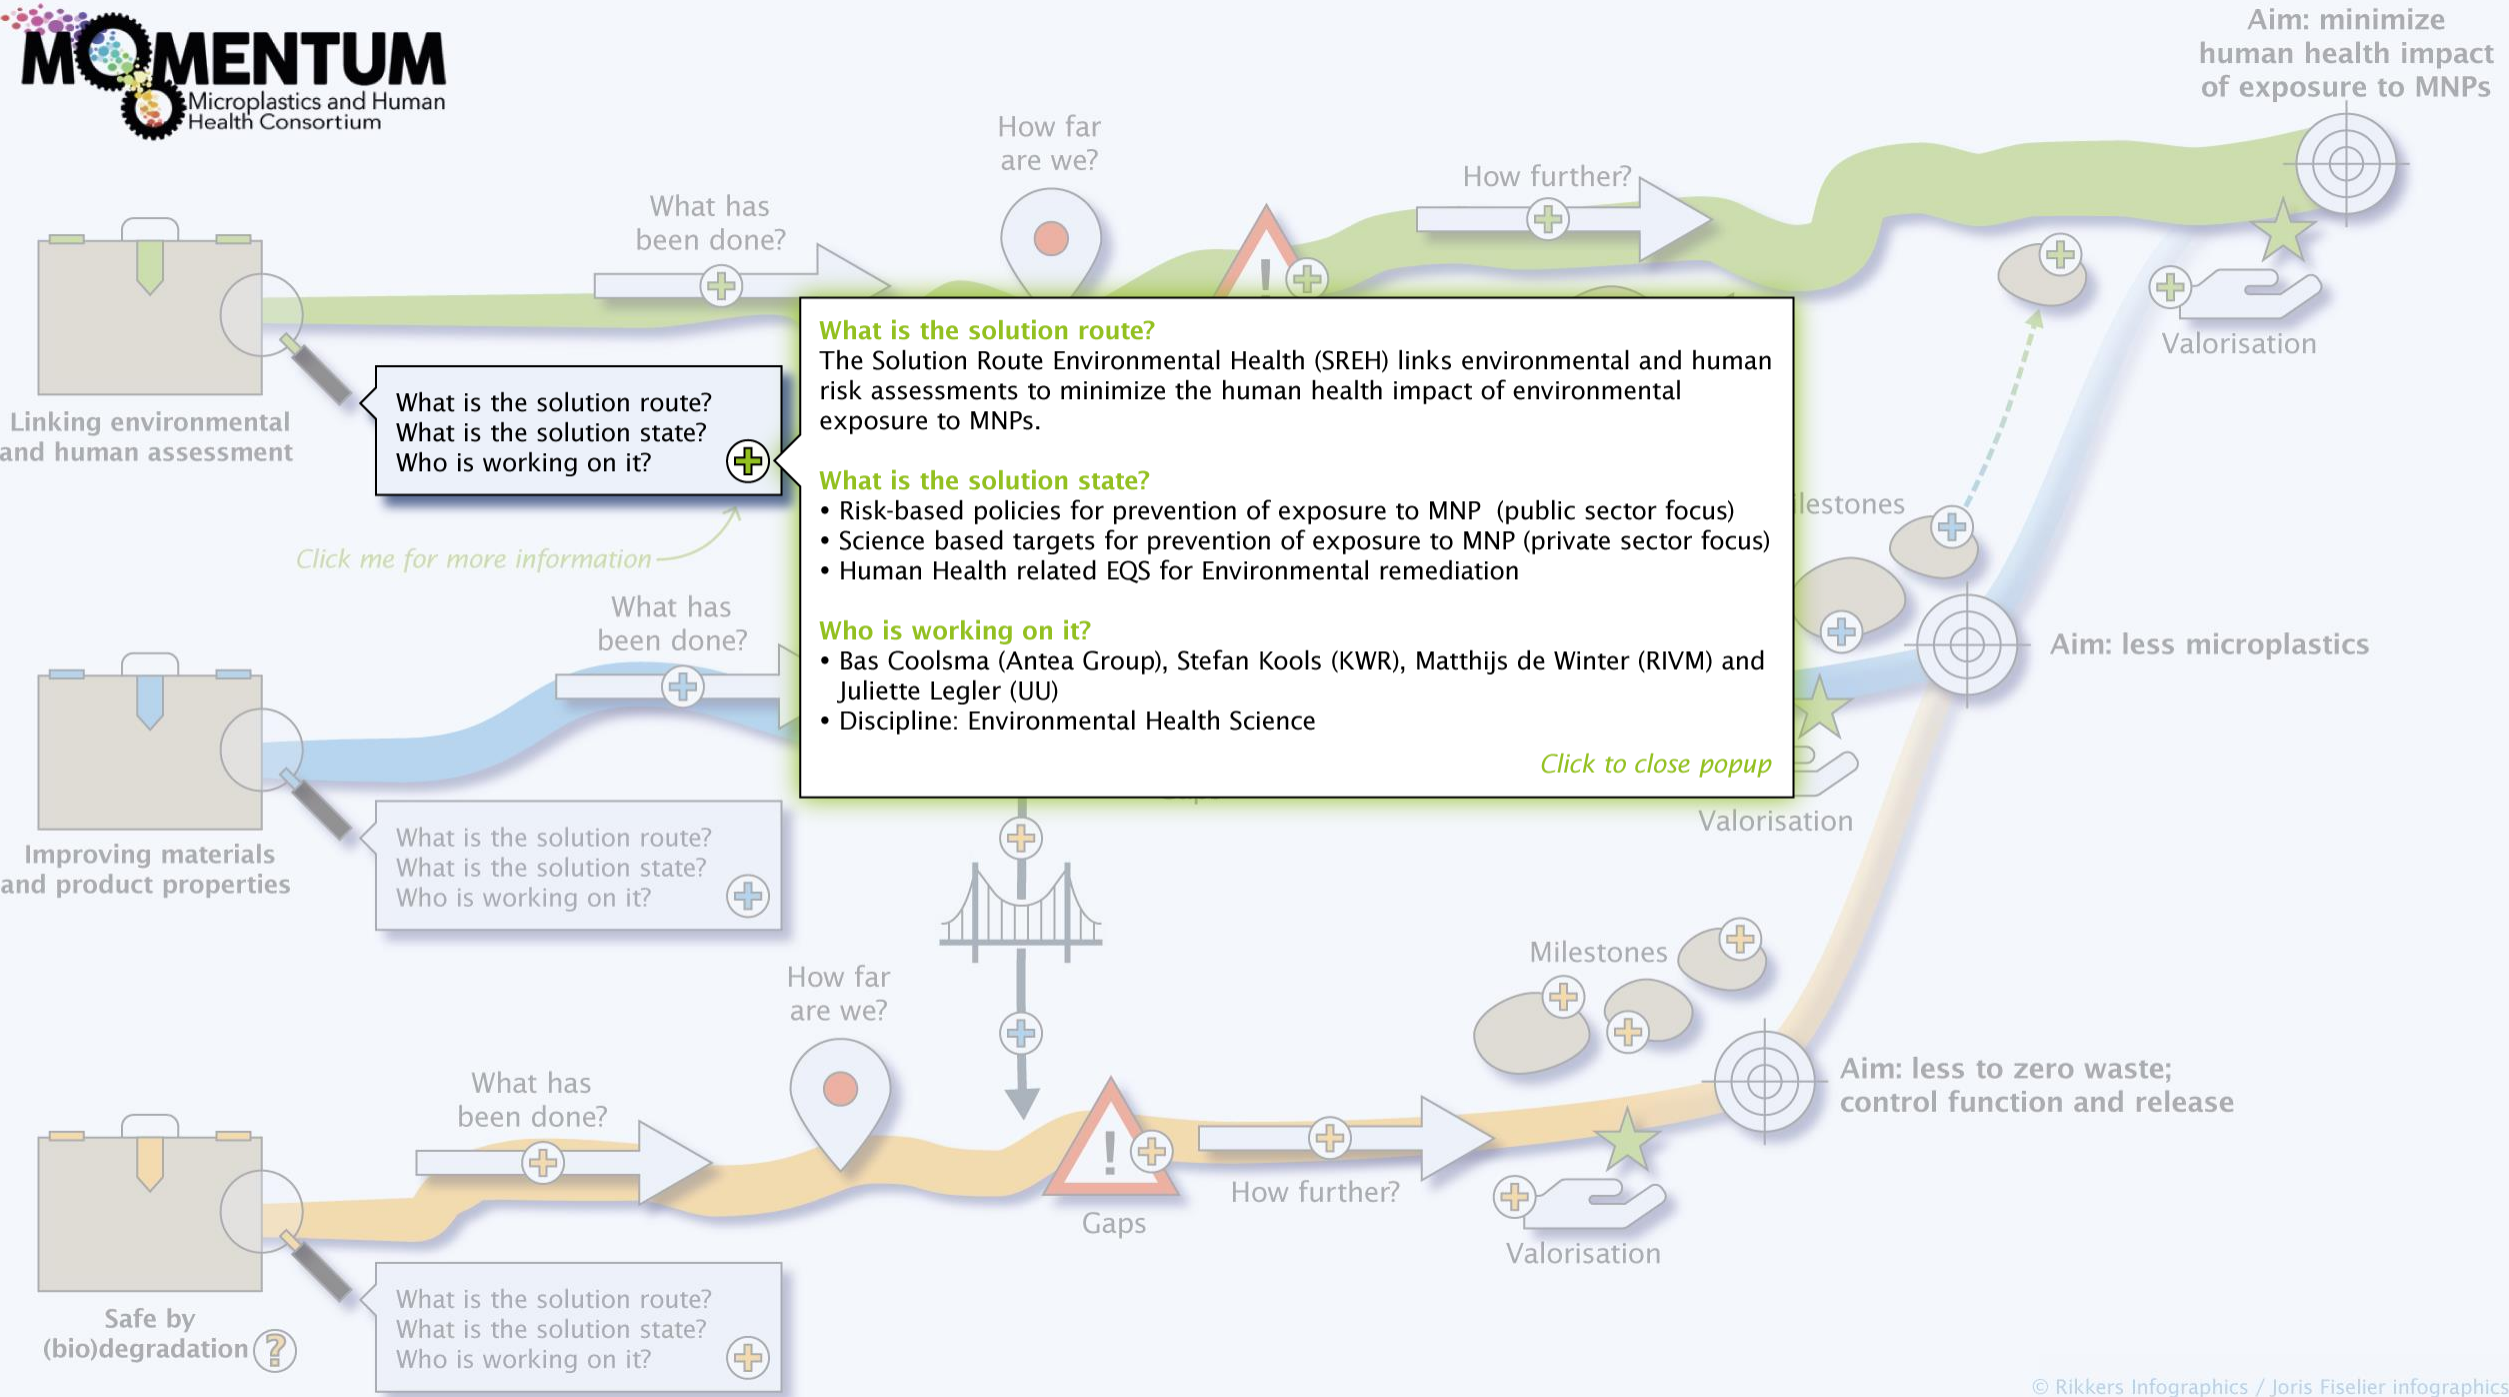 MOMENTUM
Microplastics and Human
Health Consortium
Aim: minimize
human health impact
of exposure to MNPs
How far
are we?
How further?
What has
been done?
Valorisation
Linking environmental
and human assessment
What is the solution route?
What is the solution state?
Who is working on it?
Click me for more information
What is the solution route?
The Solution Route Environmental Health (SREH) links environmental and human
risk assessments to minimize the human health impact of environmental
exposure to MNPs.
What is the solution state?
• Risk-based policies for prevention of exposure to MNP (public sector focus)
• Science based targets for prevention of exposure to MNP (private sector focus)
• Human Health related EQS for Environmental remediation
Who is working on it?
• Bas Coolsma (Antea Group), Stefan Kools (KWR), Matthijs de Winter (RIVM) and
Juliette Legler (UU)
• Discipline: Environmental Health Science
Click to close popup
lestones
What has
been done?
Aim: less microplastics
Valorisation
Improving materials
and product properties
What is the solution route?
What is the solution state?
Who is working on it?
Milestones
How far
are we?
What has
been done?
Aim: less to zero waste;
control function and release
!
Gaps
How further?
Valorisation
Safe by
(bio)degradation ?
What is the solution route?
What is the solution state?
Who is working on it?
© Rikkers Infographics / Joris Fiselier infographics